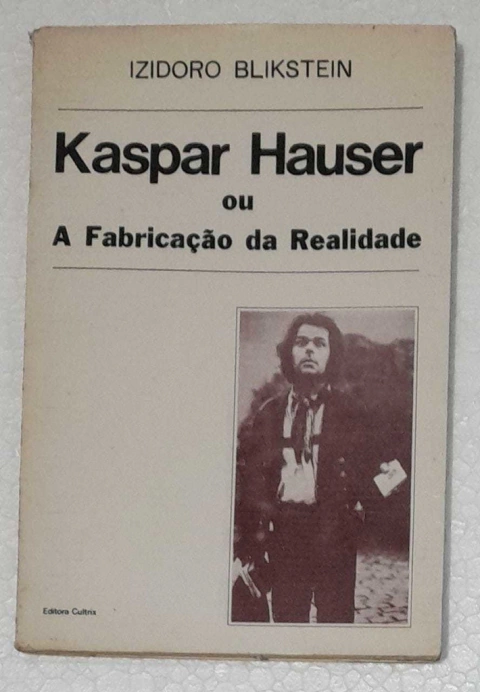 IZIDORO BLIKSTEIN
Kaspar Hauser
ou
A Fabricação da Realidade
Editora Cultrix